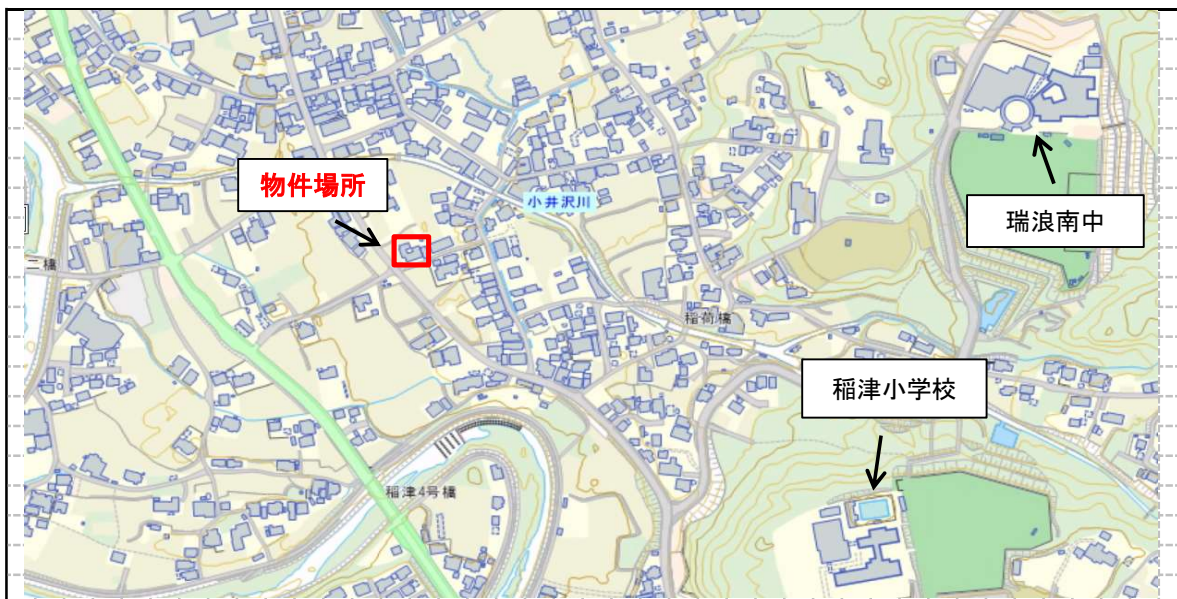 物件場所
小井沢川
瑞浪南中
二橋
稲荷橋
稲津小学校
稲津4号橋